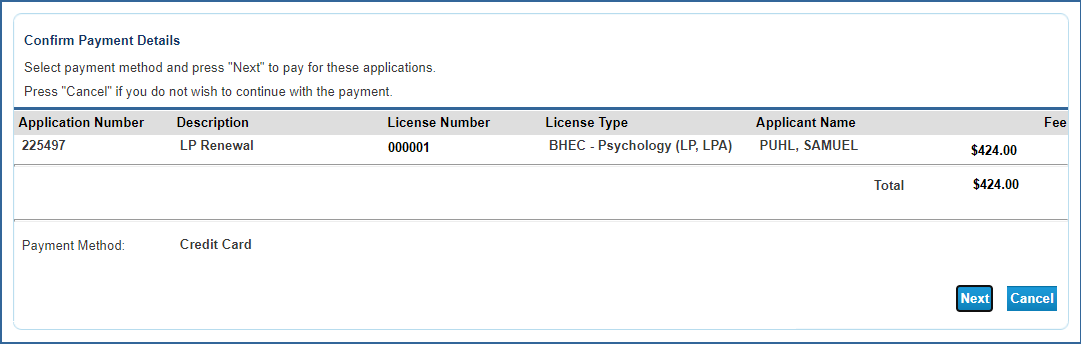 Confirm Payment Details
Select payment method and press "Next" to pay for these applications.
Press "Cancel" if you do not wish to continue with the payment.
Application Number Description License Number License Type Applicant Name Fee
225497 LP Renewal 000001 BHEC - Psychology (LP, LPA) PUHL, SAMUEL $424.00
Total $424.00
Payment Method: Credit Card
Next Cancel